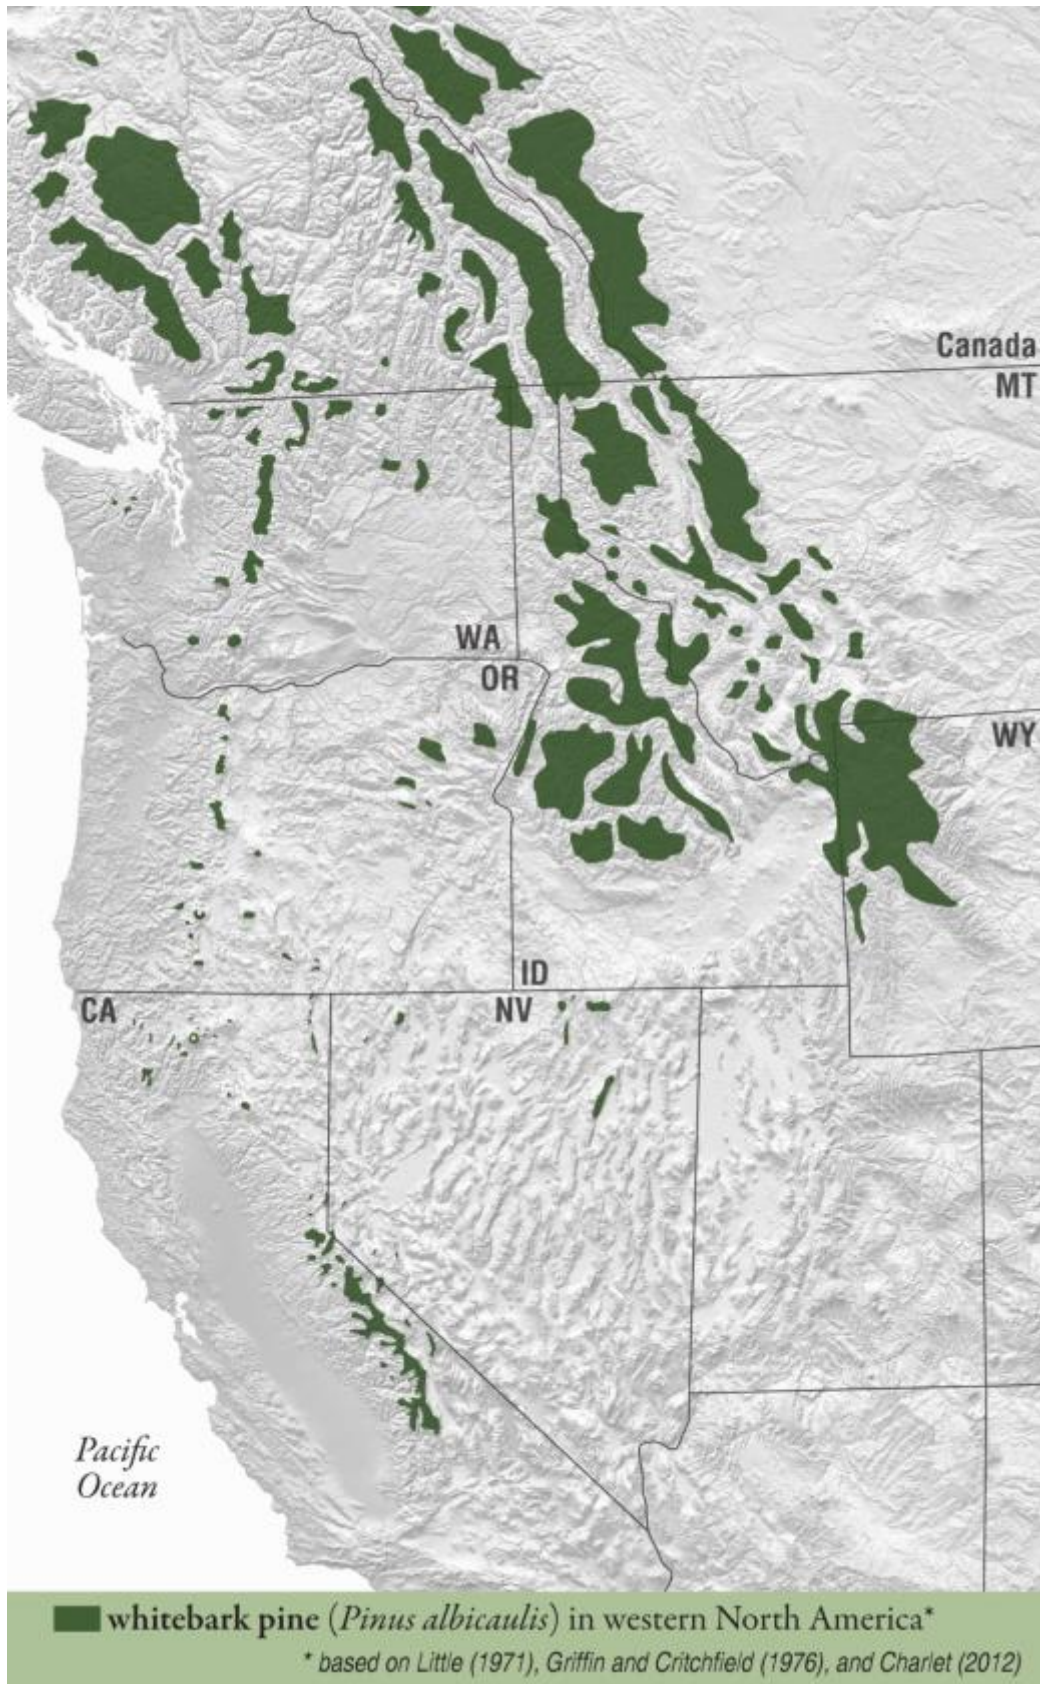 Canada
MT
WA
OR
WY
ID
CA
NV
Pacific
Ocean
whitebark pine (Pinus albicaulis) in western North America*
* based on Little (1971), Griffin and Critchfield (1976), and Charlet (2012)